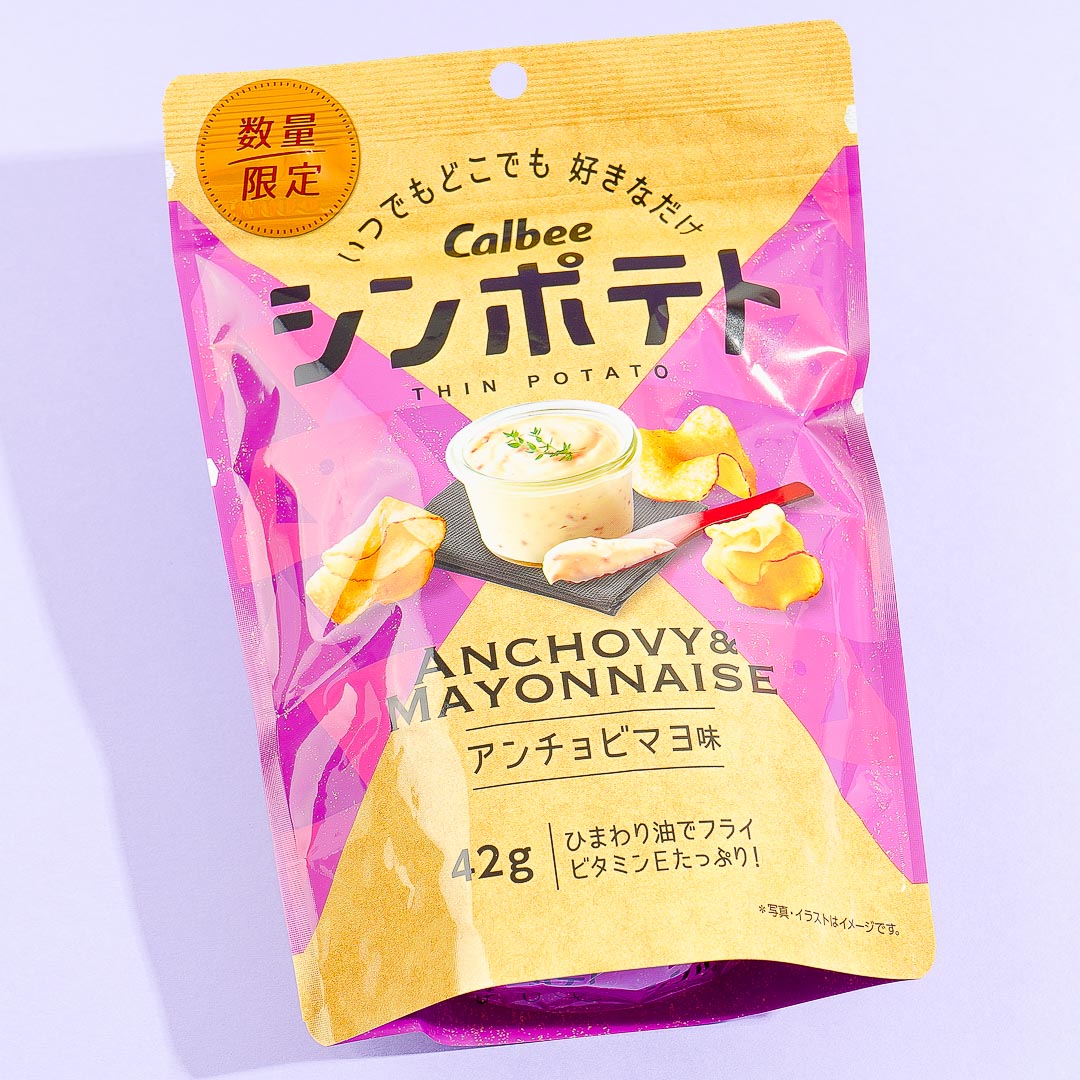 数量
限定
いつでもどこでも 好きなだけ
Calbee
シンポテト
THIN POTATO
ANCHOVY&
MAYONNAISE
アンチョビマヨ味
42g
ひまわり油でフライ
ビタミンEたっぷり!
*写真・イラストはイメージです。